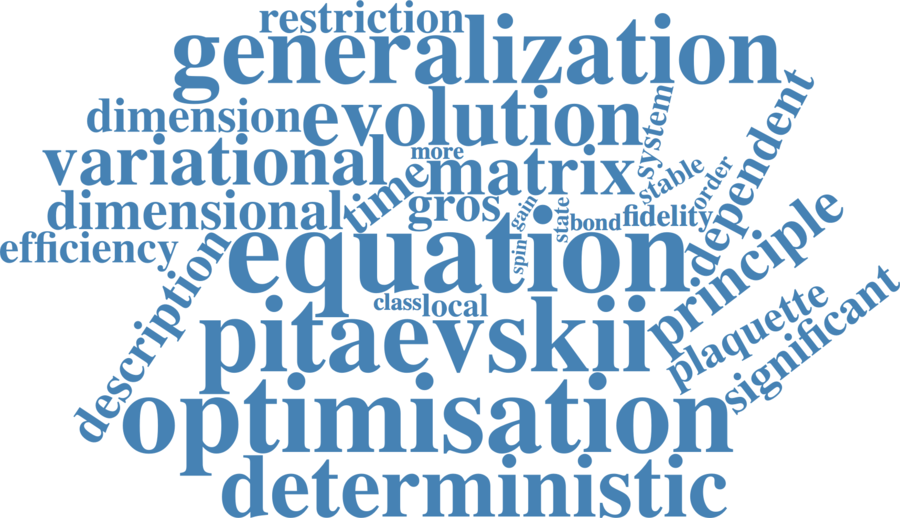 restriction
generalization
dimension
evolution
system
dependent
variational
more
matrix
stable
order
time
dimensional
gros
gain
state
bond
fidelity
efficiency
equation
spin
principle
description
class
local
pitaevskii
plaquette
significant
optimisation
deterministic